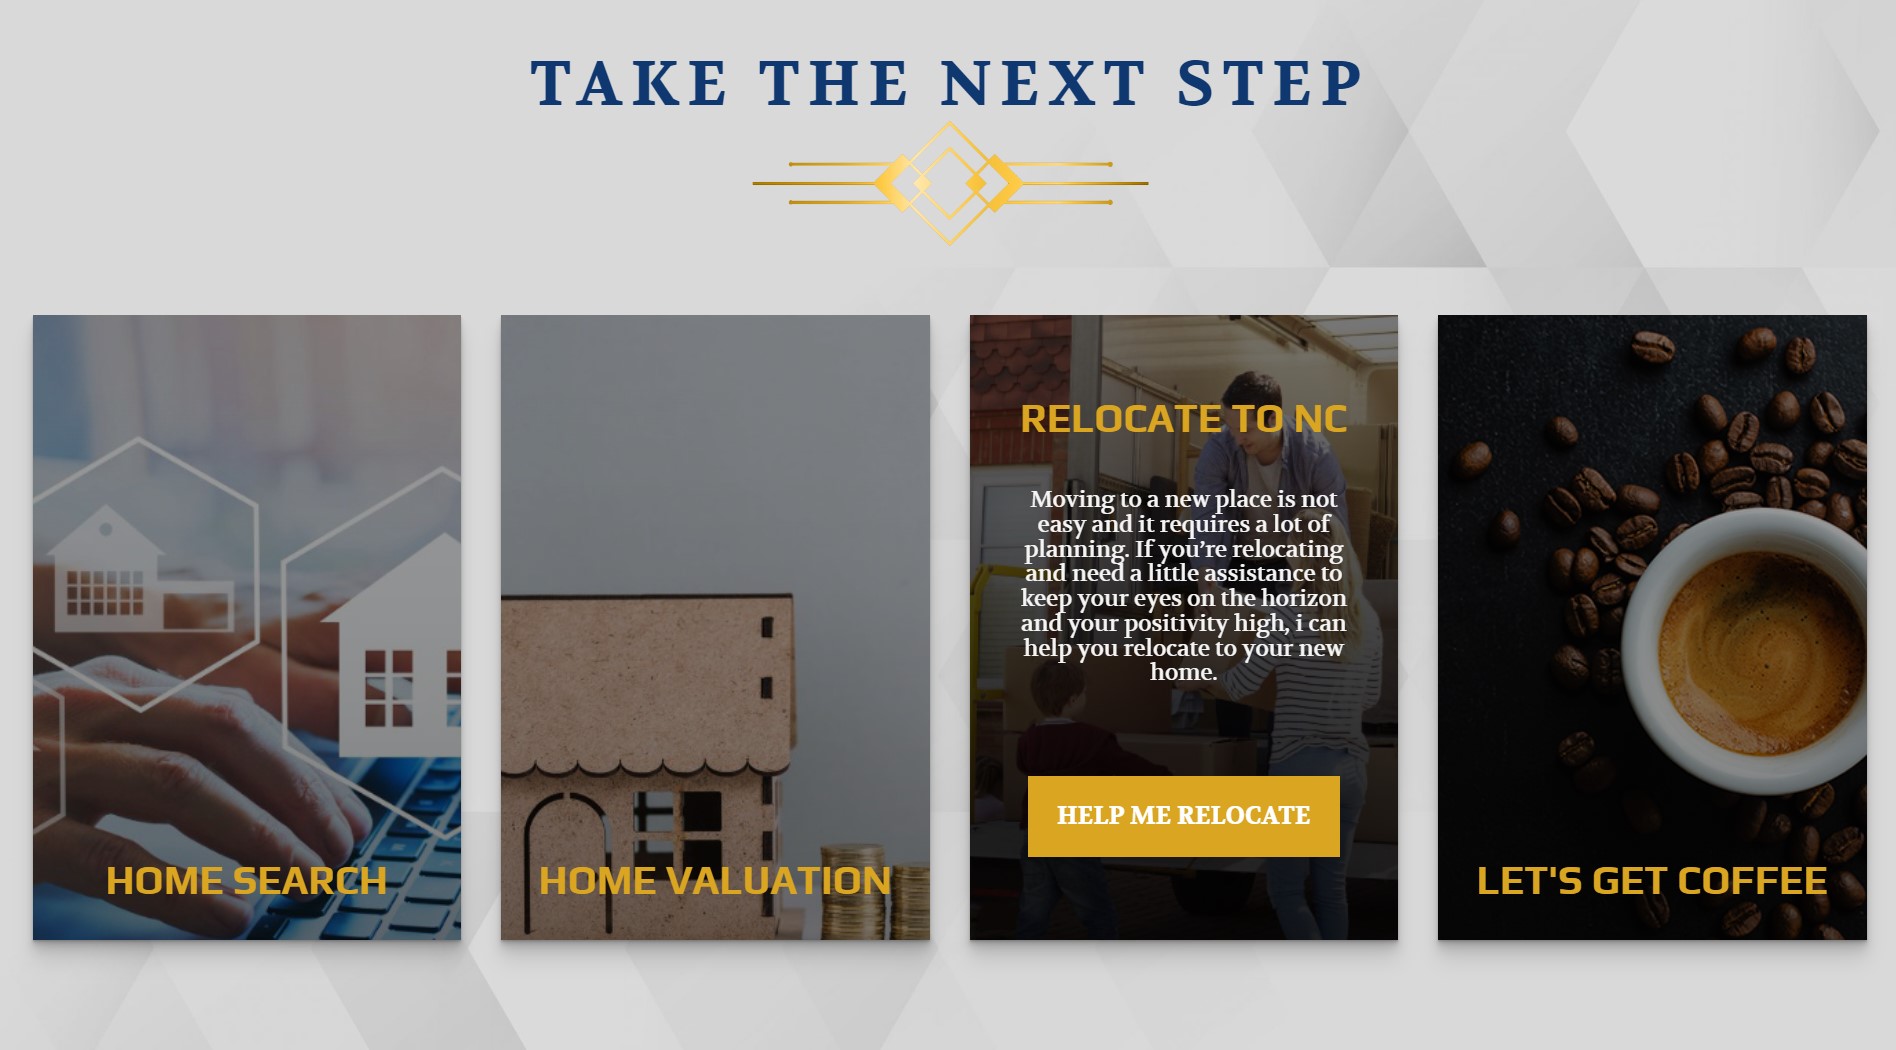 TAKE THE NEXT STEP
RELOCATE TO NC
Moving to a new place is not
easy and it requires a lot of
planning. If you’re relocating
and need a little assistance to
keep your eyes on the horizon
and your positivity high, i can
help you relocate to your new
home.
HELP ME RELOCATE
HOME SEARCH
HOME VALUATION
LET'S GET COFFEE